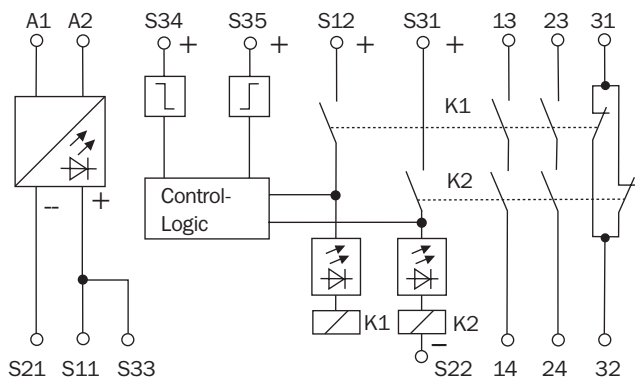 A1 A2 S34 S35 S12 S31 13 23 31
+ + + +
K1
K2
Control-
Logic
-- +
K1 K2
–
S21 S11 S33 S22 14 24 32